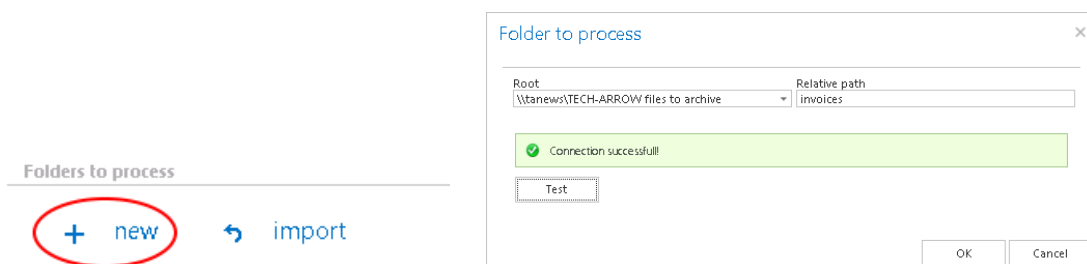 Folders to process
+ new import
Folder to process
Root Relative path
\\tanews\TECH-ARROW files to archive invoices
Connection successfull!
Test
OK Cancel